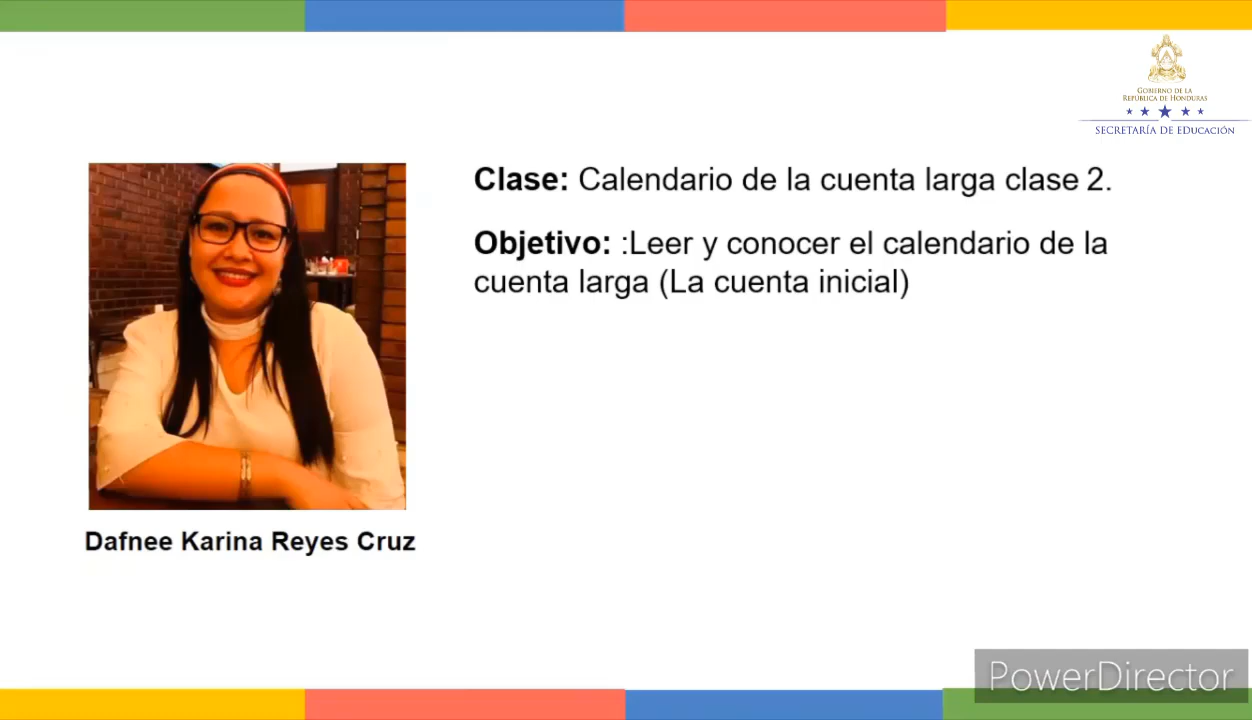 GOBIERNO DE LA
REPÚBLICA DE HONDURAS
SECRETARÍA DE EDUCACIÓN
Clase: Calendario de la cuenta larga clase 2.
Objetivo: :Leer y conocer el calendario de la
cuenta larga (La cuenta inicial)
Dafnee Karina Reyes Cruz
PowerDirector